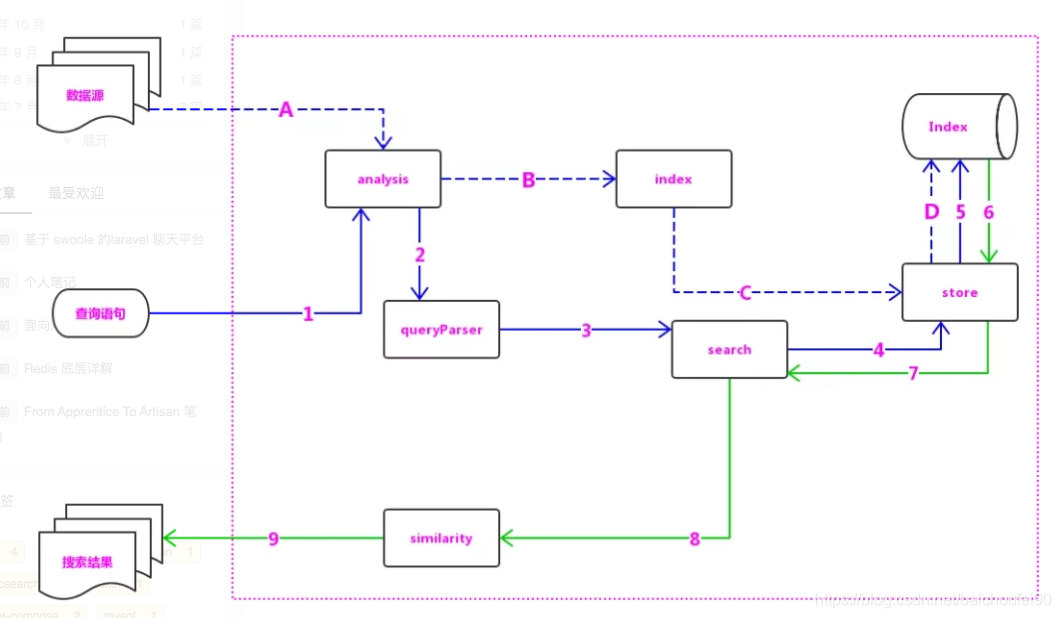 年 10 月 1 篇
年 9 月 1 篇
年 8 月 1 篇
年 7 月
展开
数据源
A
Index
analysis
B
index
章 最受欢迎
D 5 6
前 基于 swoole 的laravel 聊天平台
2
前 个人笔记
C
store
查询语句
1
前 面向
queryParser
3
search
4
前 Redis 底层详解
7
前 From Apprentice To Artisan 笔
签
similarity
9
8
4
n 1
搜索结果
csearch
er-compose 2 mysql 1
https://blog.csdn.net/baichoufei90